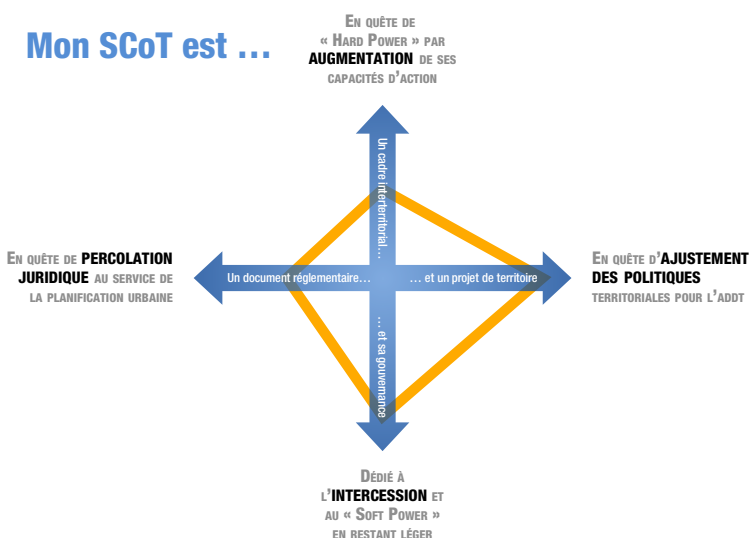 Mon SCoT est …
En quête de
« Hard Power » par
augmentation de ses
capacités d'action
Un cadre interterritorial…
En quête de percolation
juridique au service de
la planification urbaine
Un document réglementaire…
… et un projet de territoire
En quête d'ajustement
des politiques
territoriales pour l'ADDT
… et sa gouvernance
Dédié à
l'intercession et
au « Soft Power »
en restant léger